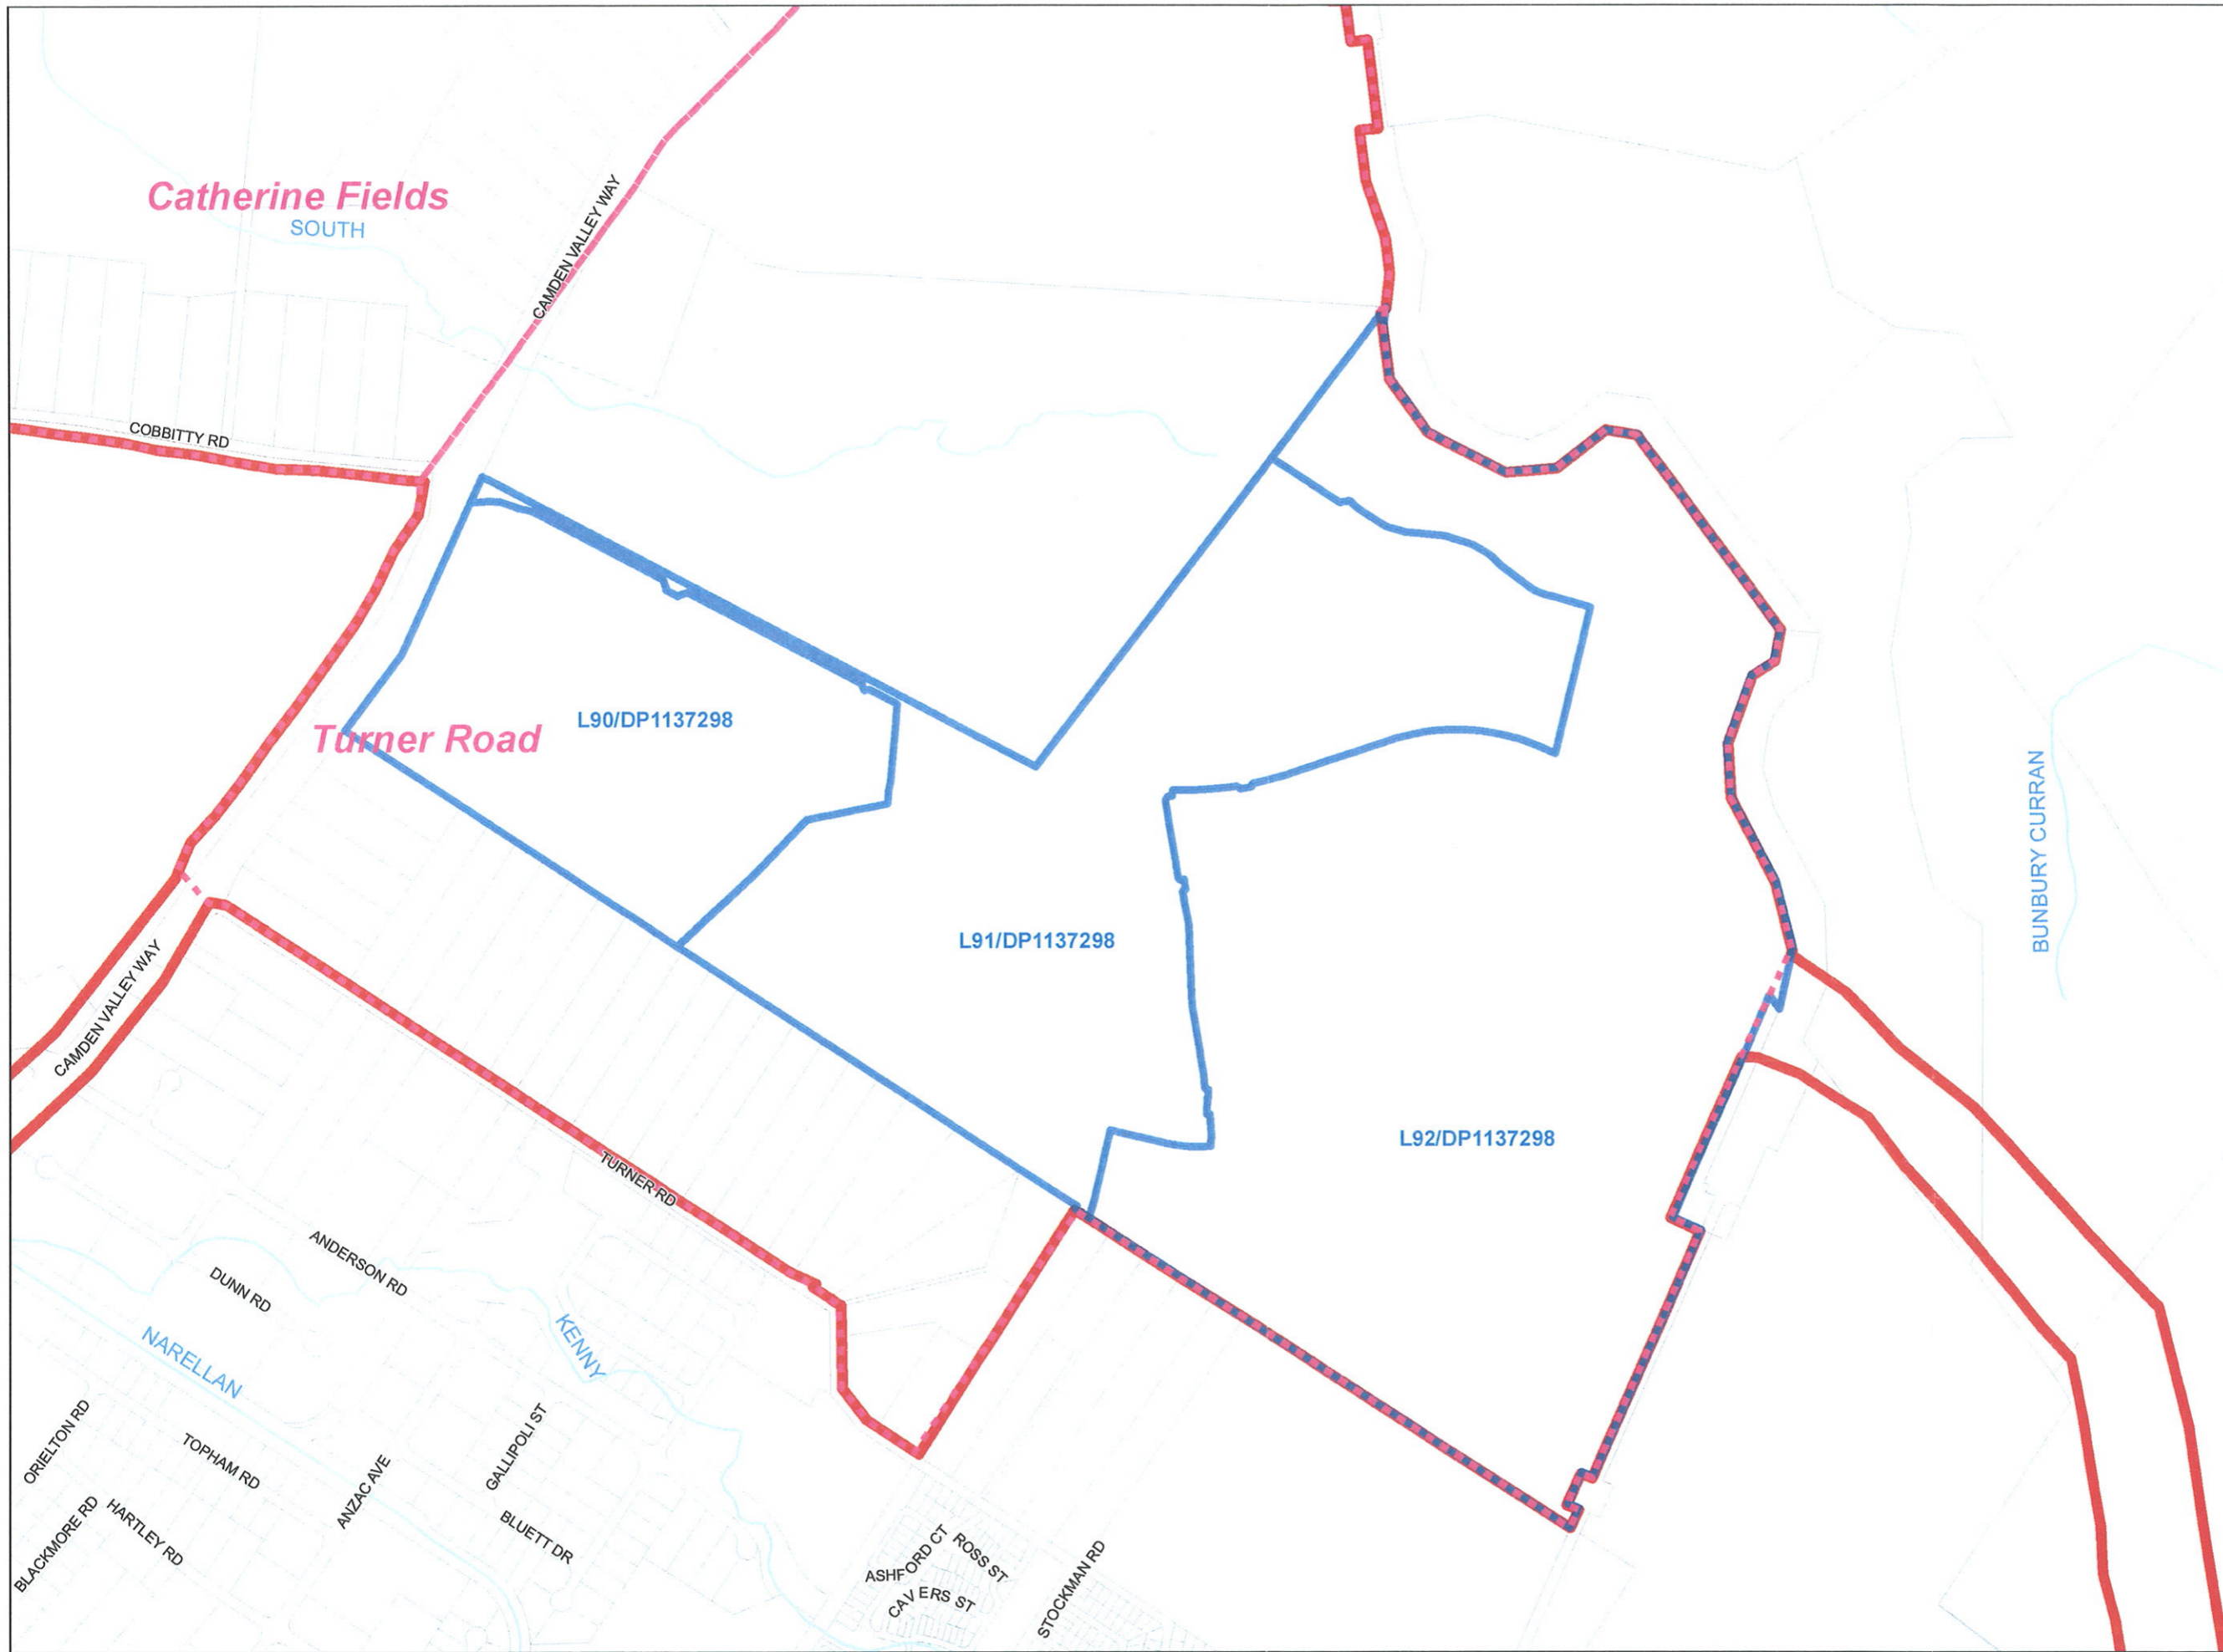 Catherine Fields
SOUTH
CAMDEN VALLEY WAY
COBBITTY RD
L90/DP1137298
Turner Road
BUNBURY CURRAN
L91/DP1137298
CAMDEN VALLEY WAY
L92/DP1137298
TURNER RD
ANDERSON RD
DUNN RD
KENNY
NARELLAN
ORIELTON RD
TOPHAM RD
GALLIPOLI ST
ANZAC AVE
BLACKMORE RD
HARTLEY RD
BLUETT DR
ASHFORD CT
ROSS ST
CAVERS ST
STOCKMAN RD